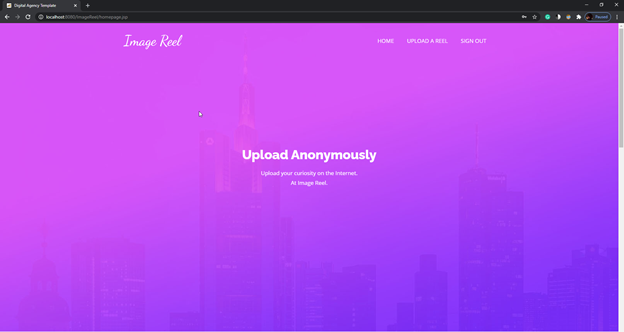 Digital Agency Template
localhost:8080/ImageReel/homepage.jsp
Paused
Image Reel
HOME
UPLOAD A REEL
SIGN OUT
Upload Anonymously
Upload your curiosity on the Internet.
At Image Reel.